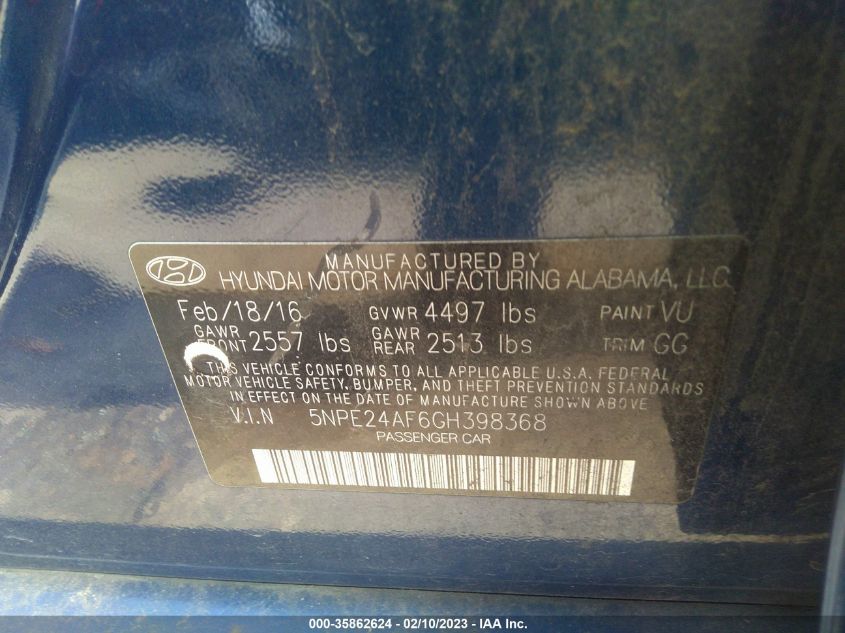 MANUFACTURED BY
HYUNDAI MOTOR MANUFACTURING ALABAMA, LLC
Feb/18/16 GVWR 4497 lbs PAINT VU
GAWR FRONT 2557 lbs GAWR REAR 2513 lbs TRIM GG
THIS VEHICLE CONFORMS TO ALL APPLICABLE U.S.A. FEDERAL
MOTOR VEHICLE SAFETY, BUMPER, AND THEFT PREVENTION STANDARDS
IN EFFECT ON THE DATE OF MANUFACTURE SHOWN ABOVE.
V.I.N 5NPE24AF6GH398368
PASSENGER CAR
000-35862624 - 02/10/2023 - IAA Inc.